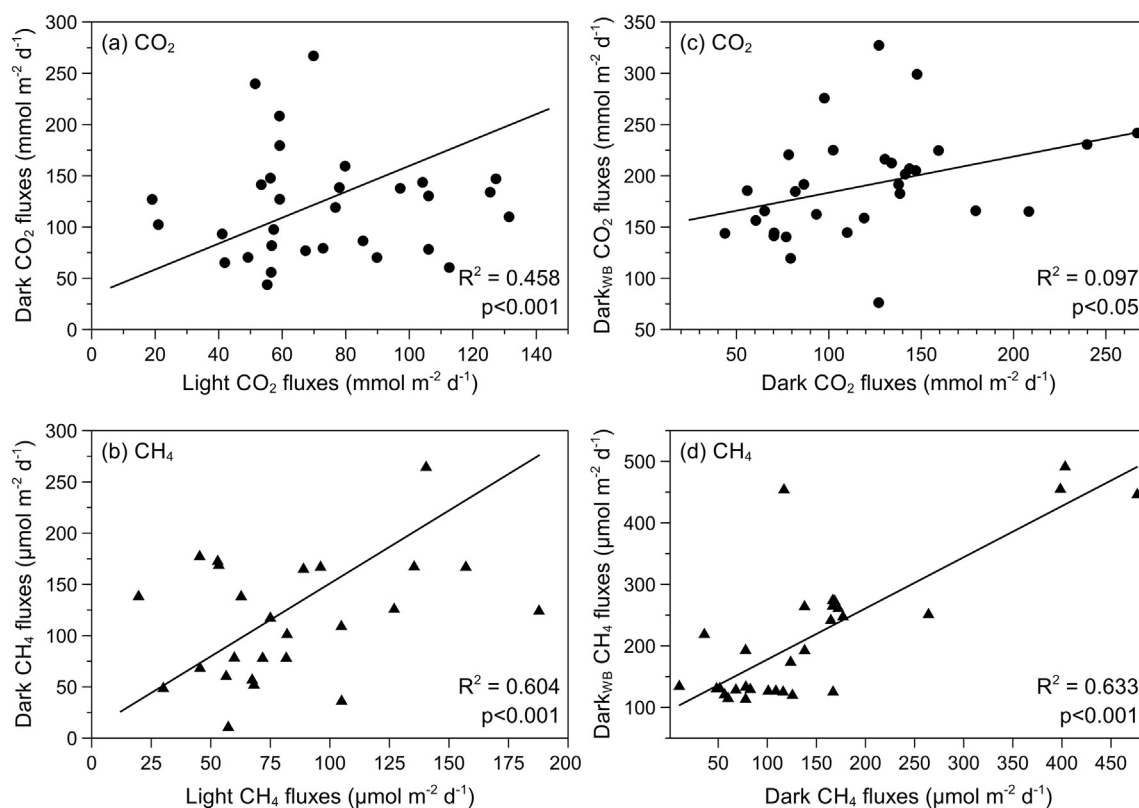 (a) CO₂
Dark CO₂ fluxes (mmol m⁻² d⁻¹)
300
250
200
150
100
50
0
R² = 0.458
p<0.001
0 20 40 60 80 100 120 140
Light CO₂ fluxes (mmol m⁻² d⁻¹)
(c) CO₂
Dark_WB CO₂ fluxes (mmol m⁻² d⁻¹)
350
300
250
200
150
100
50
R² = 0.097
p<0.05
50 100 150 200 250
Dark CO₂ fluxes (mmol m⁻² d⁻¹)
(b) CH₄
Dark CH₄ fluxes (µmol m⁻² d⁻¹)
300
250
200
150
100
50
0
R² = 0.604
p<0.001
0 25 50 75 100 125 150 175 200
Light CH₄ fluxes (µmol m⁻² d⁻¹)
(d) CH₄
Dark_WB CH₄ fluxes (µmol m⁻² d⁻¹)
500
400
300
200
100
R² = 0.633
p<0.001
50 100 150 200 250 300 350 400 450
Dark CH₄ fluxes (µmol m⁻² d⁻¹)